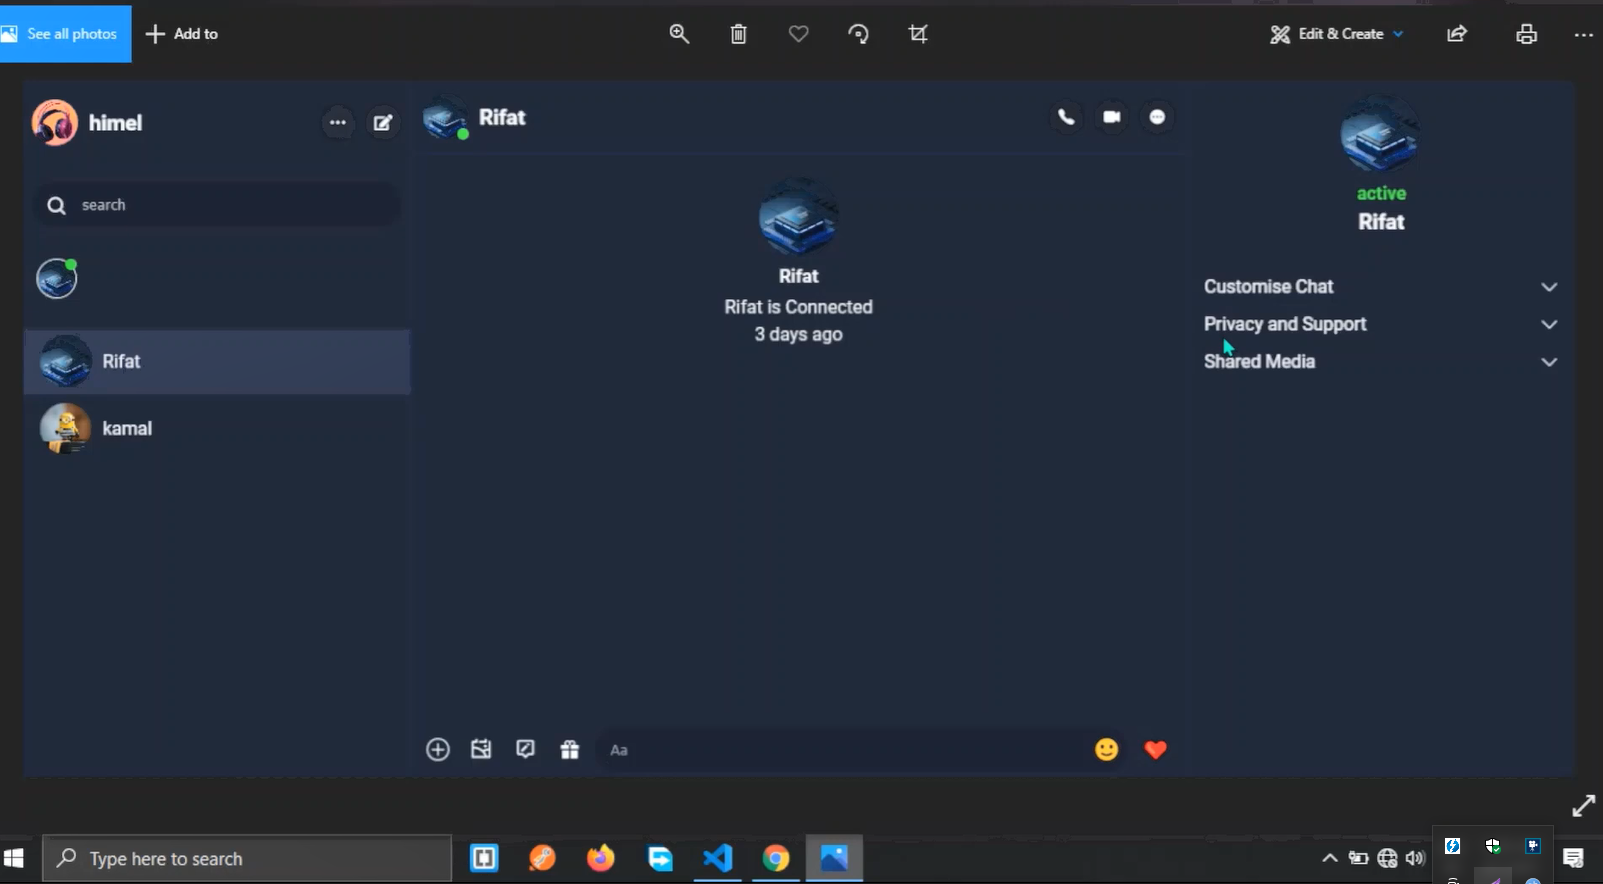 See all photos
Add to
Edit & Create
himel
search
Rifat
kamal
Rifat
Rifat
Rifat is Connected
3 days ago
Aa
active
Rifat
Customise Chat
Privacy and Support
Shared Media
Type here to search